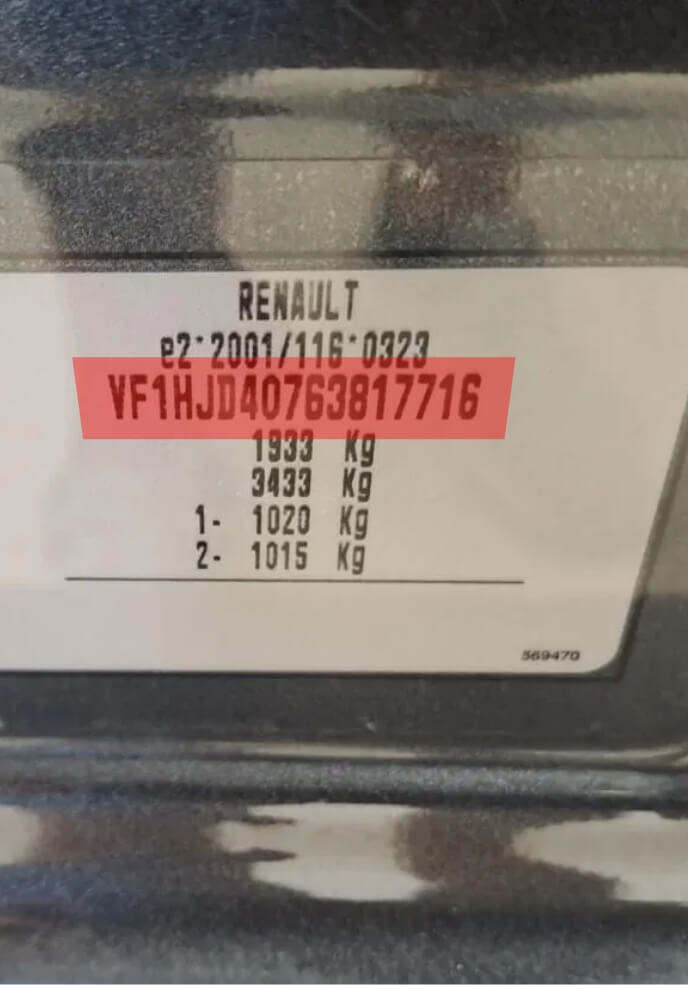 RENAULT
e2*2001/116*0323
VF1HJD40763817716
1933 Kg
3433 Kg
1- 1020 Kg
2- 1015 Kg
569470